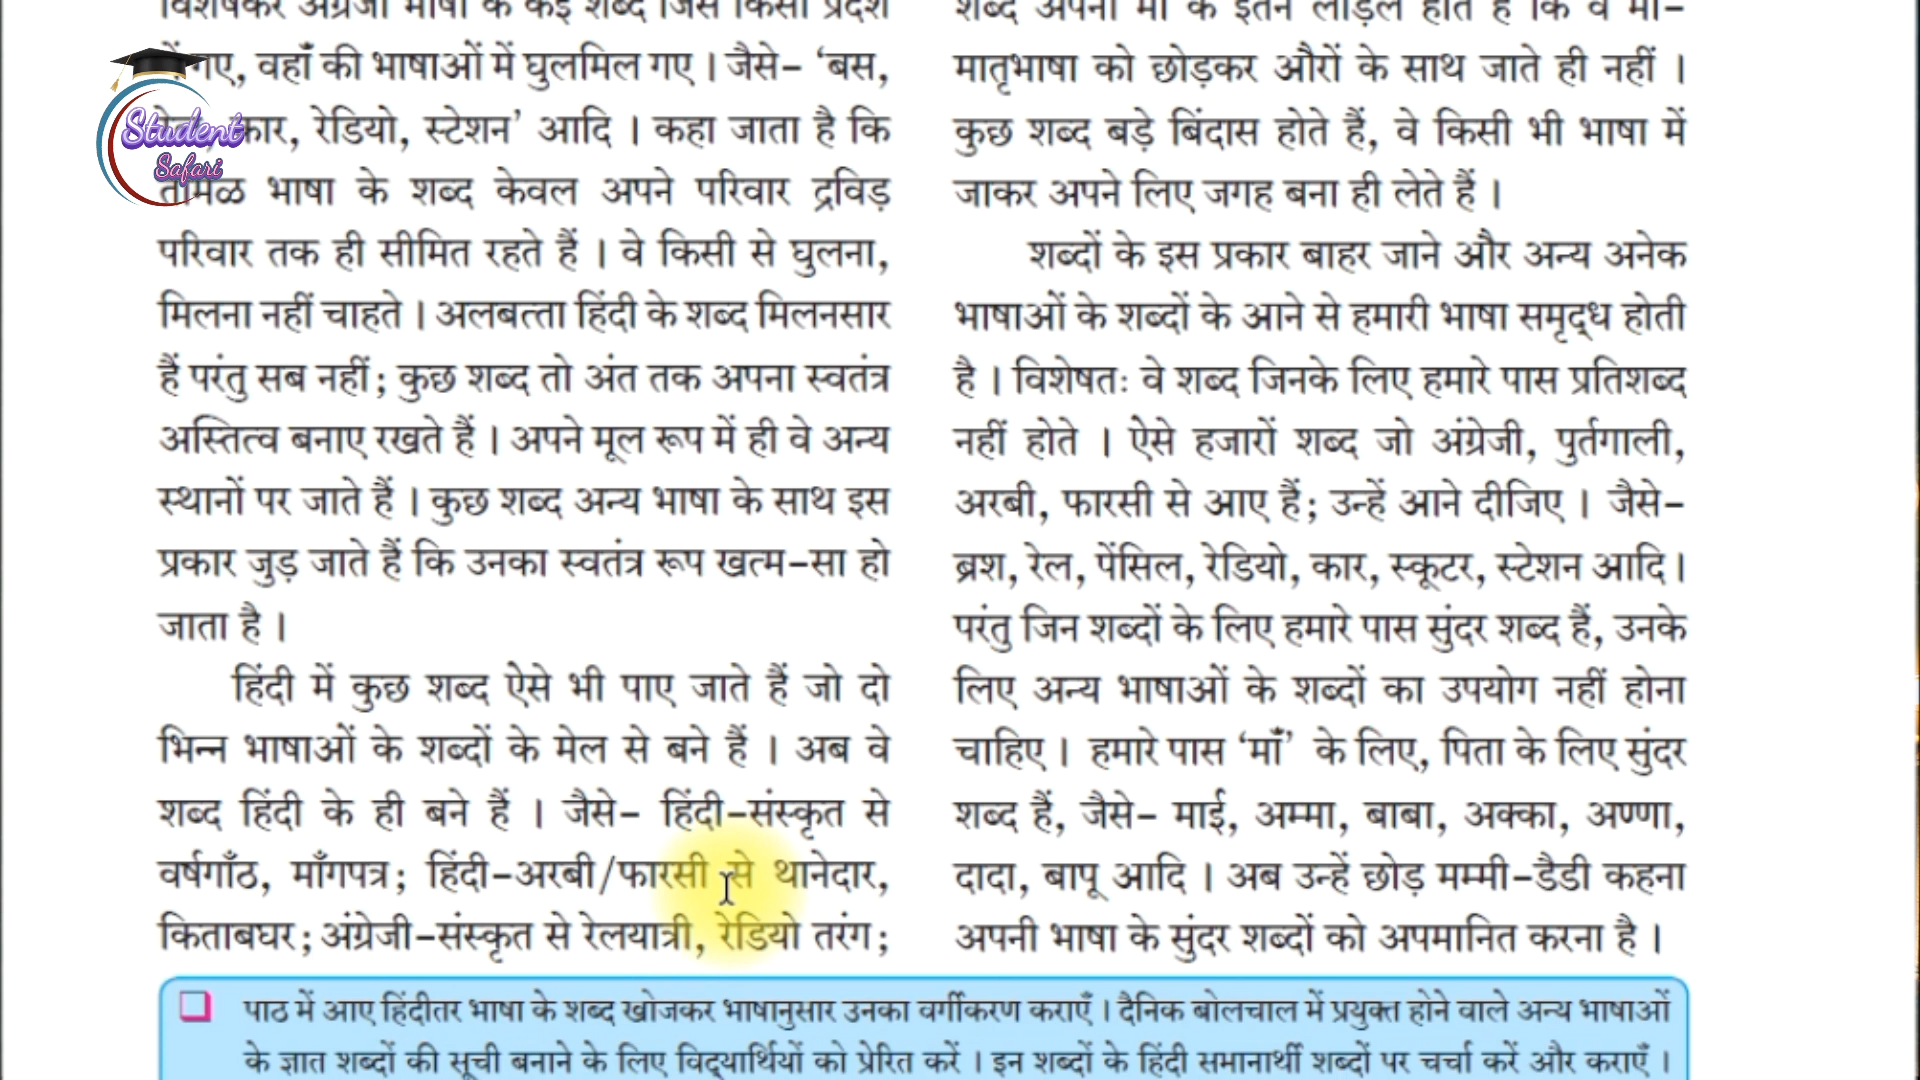 विशेषकर अंग्रेजी भाषा के कई शब्द जिस किसी प्रदेश
गए, वहाँ की भाषाओं में घुलमिल गए । जैसे- ‘बस,
कार, रेडियो, स्टेशन’ आदि । कहा जाता है कि
तमिळ भाषा के शब्द केवल अपने परिवार द्रविड़
परिवार तक ही सीमित रहते हैं । वे किसी से घुलना,
मिलना नहीं चाहते । अलबत्ता हिंदी के शब्द मिलनसार
हैं परंतु सब नहीं; कुछ शब्द तो अंत तक अपना स्वतंत्र
अस्तित्व बनाए रखते हैं । अपने मूल रूप में ही वे अन्य
स्थानों पर जाते हैं । कुछ शब्द अन्य भाषा के साथ इस
प्रकार जुड़ जाते हैं कि उनका स्वतंत्र रूप खत्म-सा हो
जाता है ।
हिंदी में कुछ शब्द ऐसे भी पाए जाते हैं जो दो
भिन्न भाषाओं के शब्दों के मेल से बने हैं । अब वे
शब्द हिंदी के ही बने हैं । जैसे- हिंदी-संस्कृत से
वर्षगाँठ, माँगपत्र; हिंदी-अरबी/फारसी से थानेदार,
किताबघर; अंग्रेजी-संस्कृत से रेलयात्री, रेडियो तरंग;
शब्द अपनी माँ के इतने लाड़ले होते हैं कि वे माँ-
मातृभाषा को छोड़कर औरों के साथ जाते ही नहीं ।
कुछ शब्द बड़े बिंदास होते हैं, वे किसी भी भाषा में
जाकर अपने लिए जगह बना ही लेते हैं ।
शब्दों के इस प्रकार बाहर जाने और अन्य अनेक
भाषाओं के शब्दों के आने से हमारी भाषा समृद्ध होती
है । विशेषतः वे शब्द जिनके लिए हमारे पास प्रतिशब्द
नहीं होते । ऐसे हजारों शब्द जो अंग्रेजी, पुर्तगाली,
अरबी, फारसी से आए हैं; उन्हें आने दीजिए । जैसे-
ब्रश, रेल, पेंसिल, रेडियो, कार, स्कूटर, स्टेशन आदि।
परंतु जिन शब्दों के लिए हमारे पास सुंदर शब्द हैं, उनके
लिए अन्य भाषाओं के शब्दों का उपयोग नहीं होना
चाहिए । हमारे पास ‘माँ’ के लिए, पिता के लिए सुंदर
शब्द हैं, जैसे- माई, अम्मा, बाबा, अक्का, अण्णा,
दादा, बापू आदि । अब उन्हें छोड़ मम्मी-डैडी कहना
अपनी भाषा के सुंदर शब्दों को अपमानित करना है ।
पाठ में आए हिंदीतर भाषा के शब्द खोजकर भाषानुसार उनका वर्गीकरण कराएँ । दैनिक बोलचाल में प्रयुक्त होने वाले अन्य भाषाओं
के ज्ञात शब्दों की सूची बनाने के लिए विद्यार्थियों को प्रेरित करें । इन शब्दों के हिंदी समानार्थी शब्दों पर चर्चा करें और कराएँ ।
Student
Safari